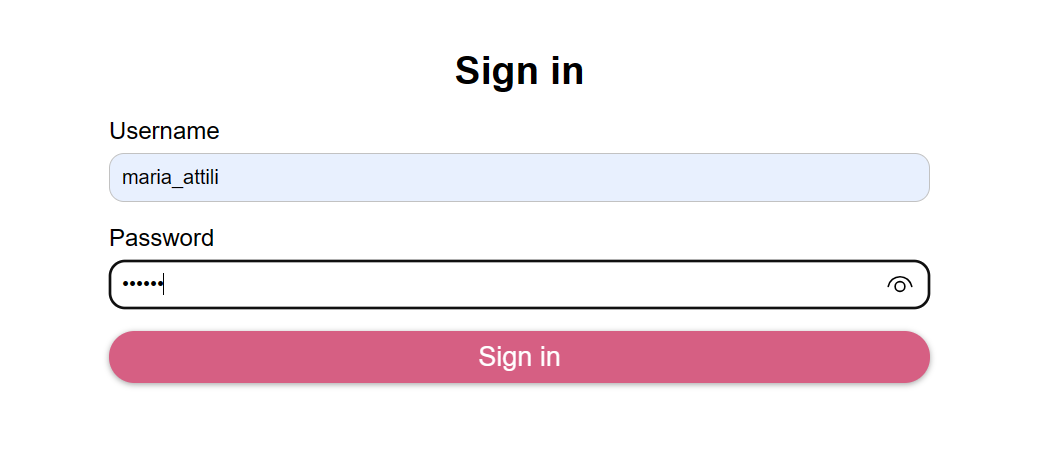 Sign in
Username
maria_attili
Password
••••••
Sign in